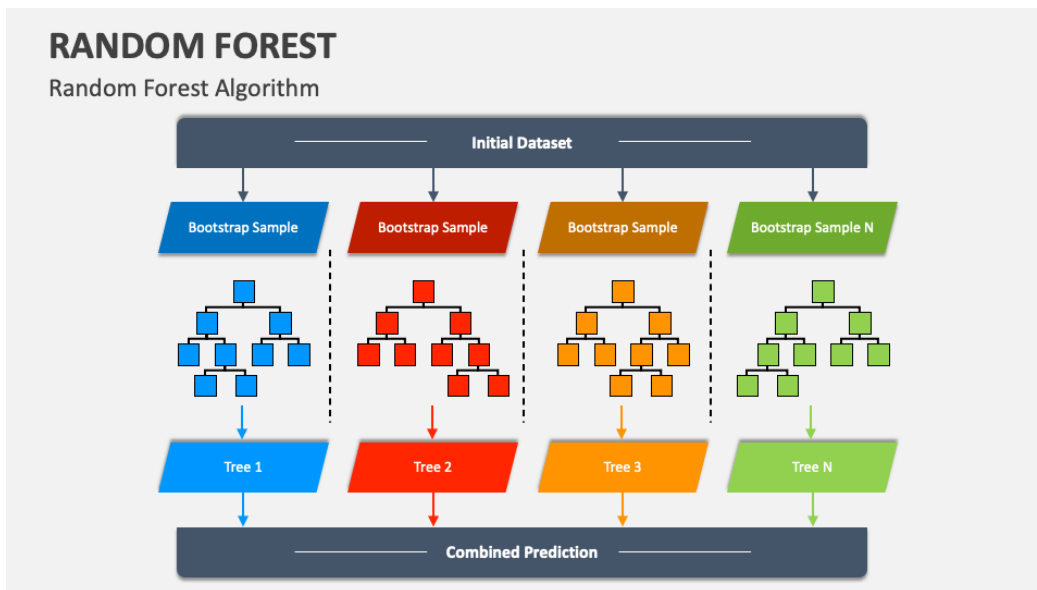 RANDOM FOREST
Random Forest Algorithm
Initial Dataset
Bootstrap Sample
Bootstrap Sample
Bootstrap Sample
Bootstrap Sample N
Tree 1
Tree 2
Tree 3
Tree N
Combined Prediction